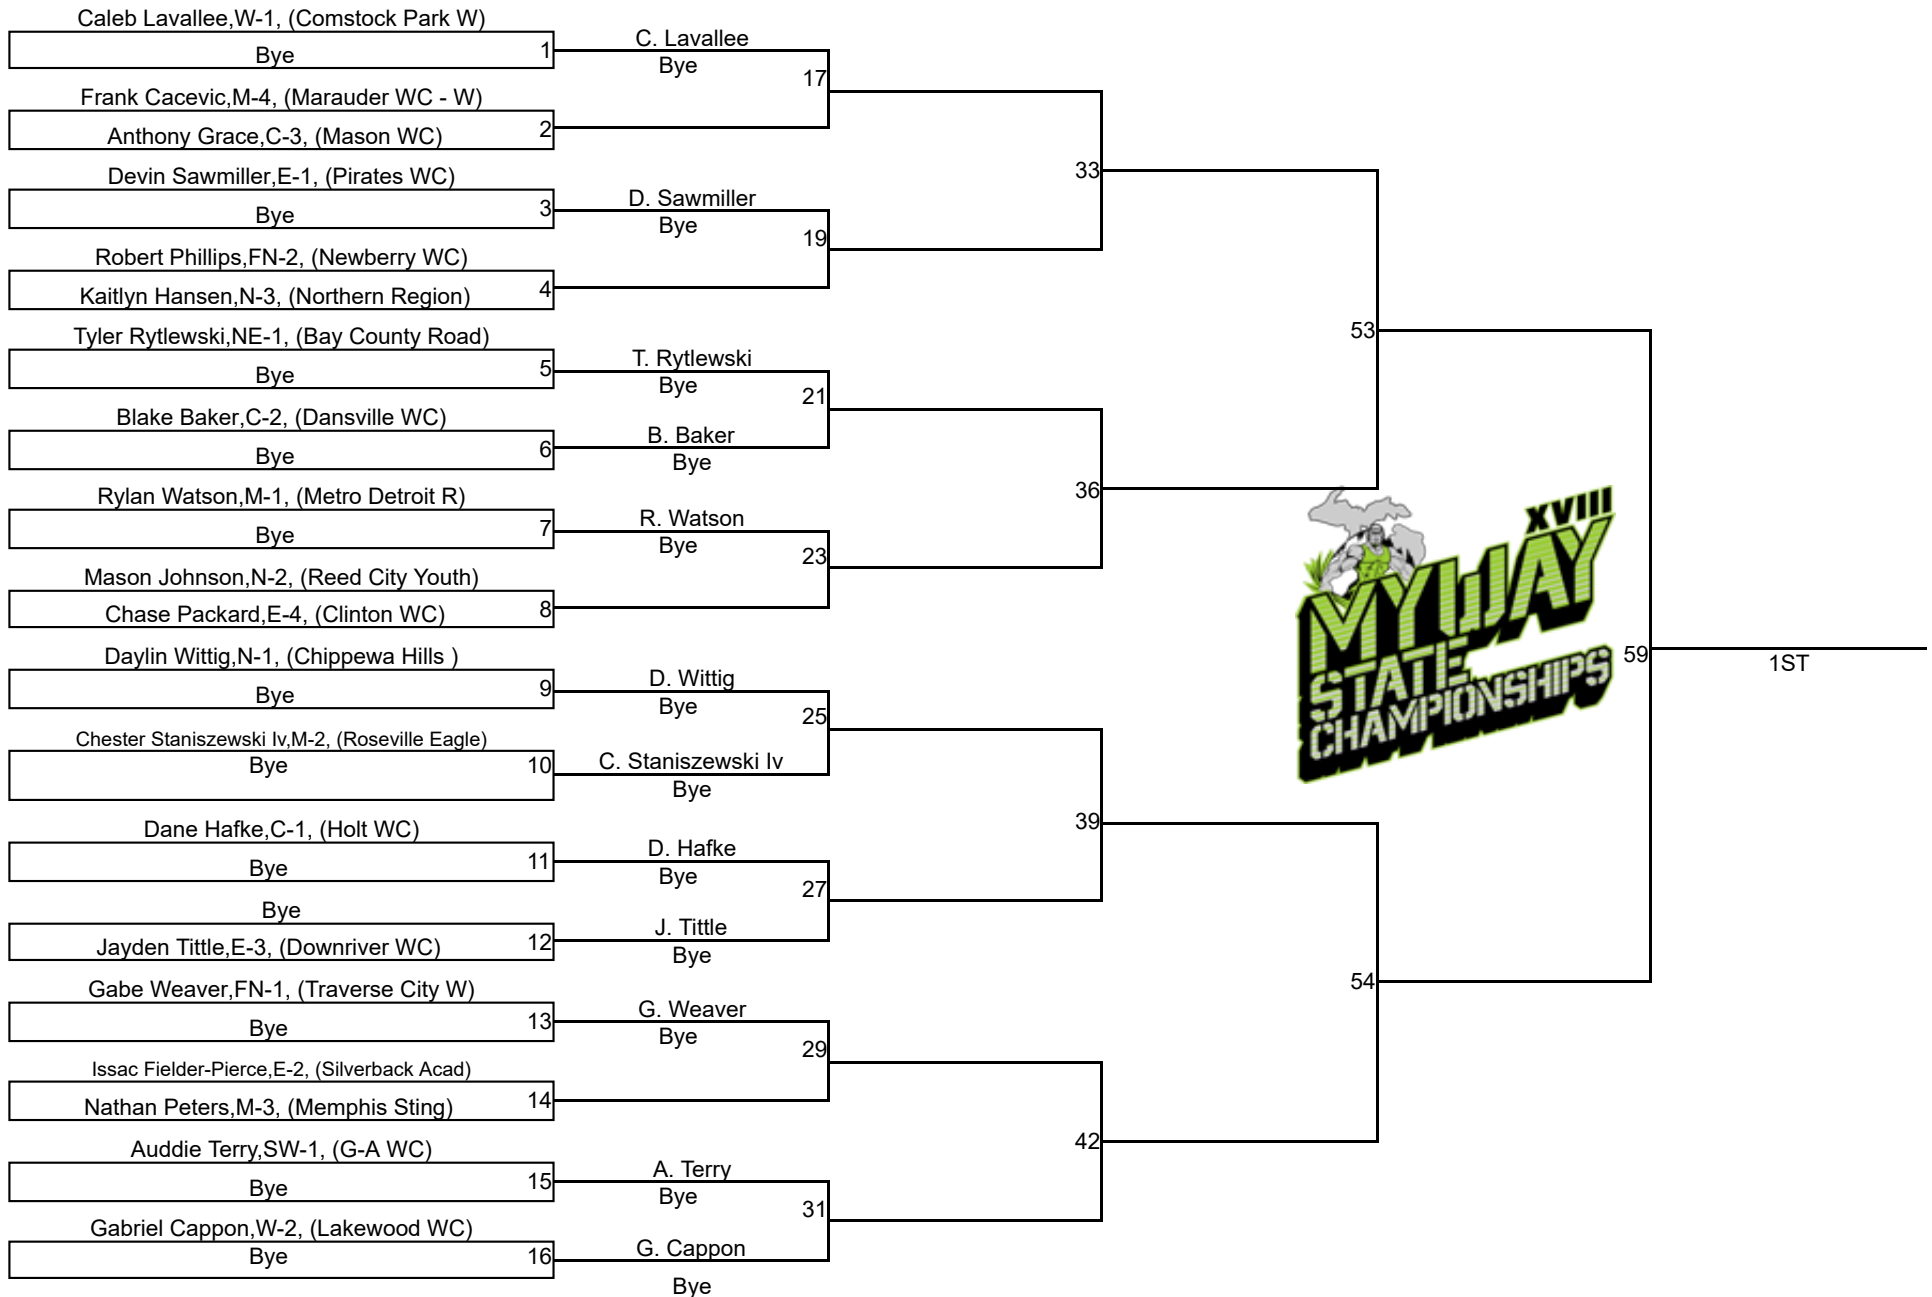 Caleb Lavallee,W-1, (Comstock Park W)
Bye
1
Frank Cacevic,M-4, (Marauder WC - W)
Anthony Grace,C-3, (Mason WC)
2
Devin Sawmiller,E-1, (Pirates WC)
Bye
3
Robert Phillips,FN-2, (Newberry WC)
Kaitlyn Hansen,N-3, (Northern Region)
4
Tyler Rytlewski,NE-1, (Bay County Road)
Bye
5
Blake Baker,C-2, (Dansville WC)
Bye
6
Rylan Watson,M-1, (Metro Detroit R)
Bye
7
Mason Johnson,N-2, (Reed City Youth)
Chase Packard,E-4, (Clinton WC)
8
Daylin Wittig,N-1, (Chippewa Hills )
Bye
9
Chester Staniszewski Iv,M-2, (Roseville Eagle)
Bye
10
Dane Hafke,C-1, (Holt WC)
Bye
11
Bye
Jayden Tittle,E-3, (Downriver WC)
12
Gabe Weaver,FN-1, (Traverse City W)
Bye
13
Issac Fielder-Pierce,E-2, (Silverback Acad)
Nathan Peters,M-3, (Memphis Sting)
14
Auddie Terry,SW-1, (G-A WC)
Bye
15
Gabriel Cappon,W-2, (Lakewood WC)
Bye
16
C. Lavallee
Bye
17
D. Sawmiller
Bye
19
T. Rytlewski
Bye
21
B. Baker
Bye
R. Watson
Bye
23
D. Wittig
Bye
25
C. Staniszewski Iv
Bye
D. Hafke
Bye
27
J. Tittle
Bye
G. Weaver
Bye
29
A. Terry
Bye
31
G. Cappon
Bye
33
36
39
42
53
54
XVIII
MYWAY
STATE
CHAMPIONSHIPS
59
1ST